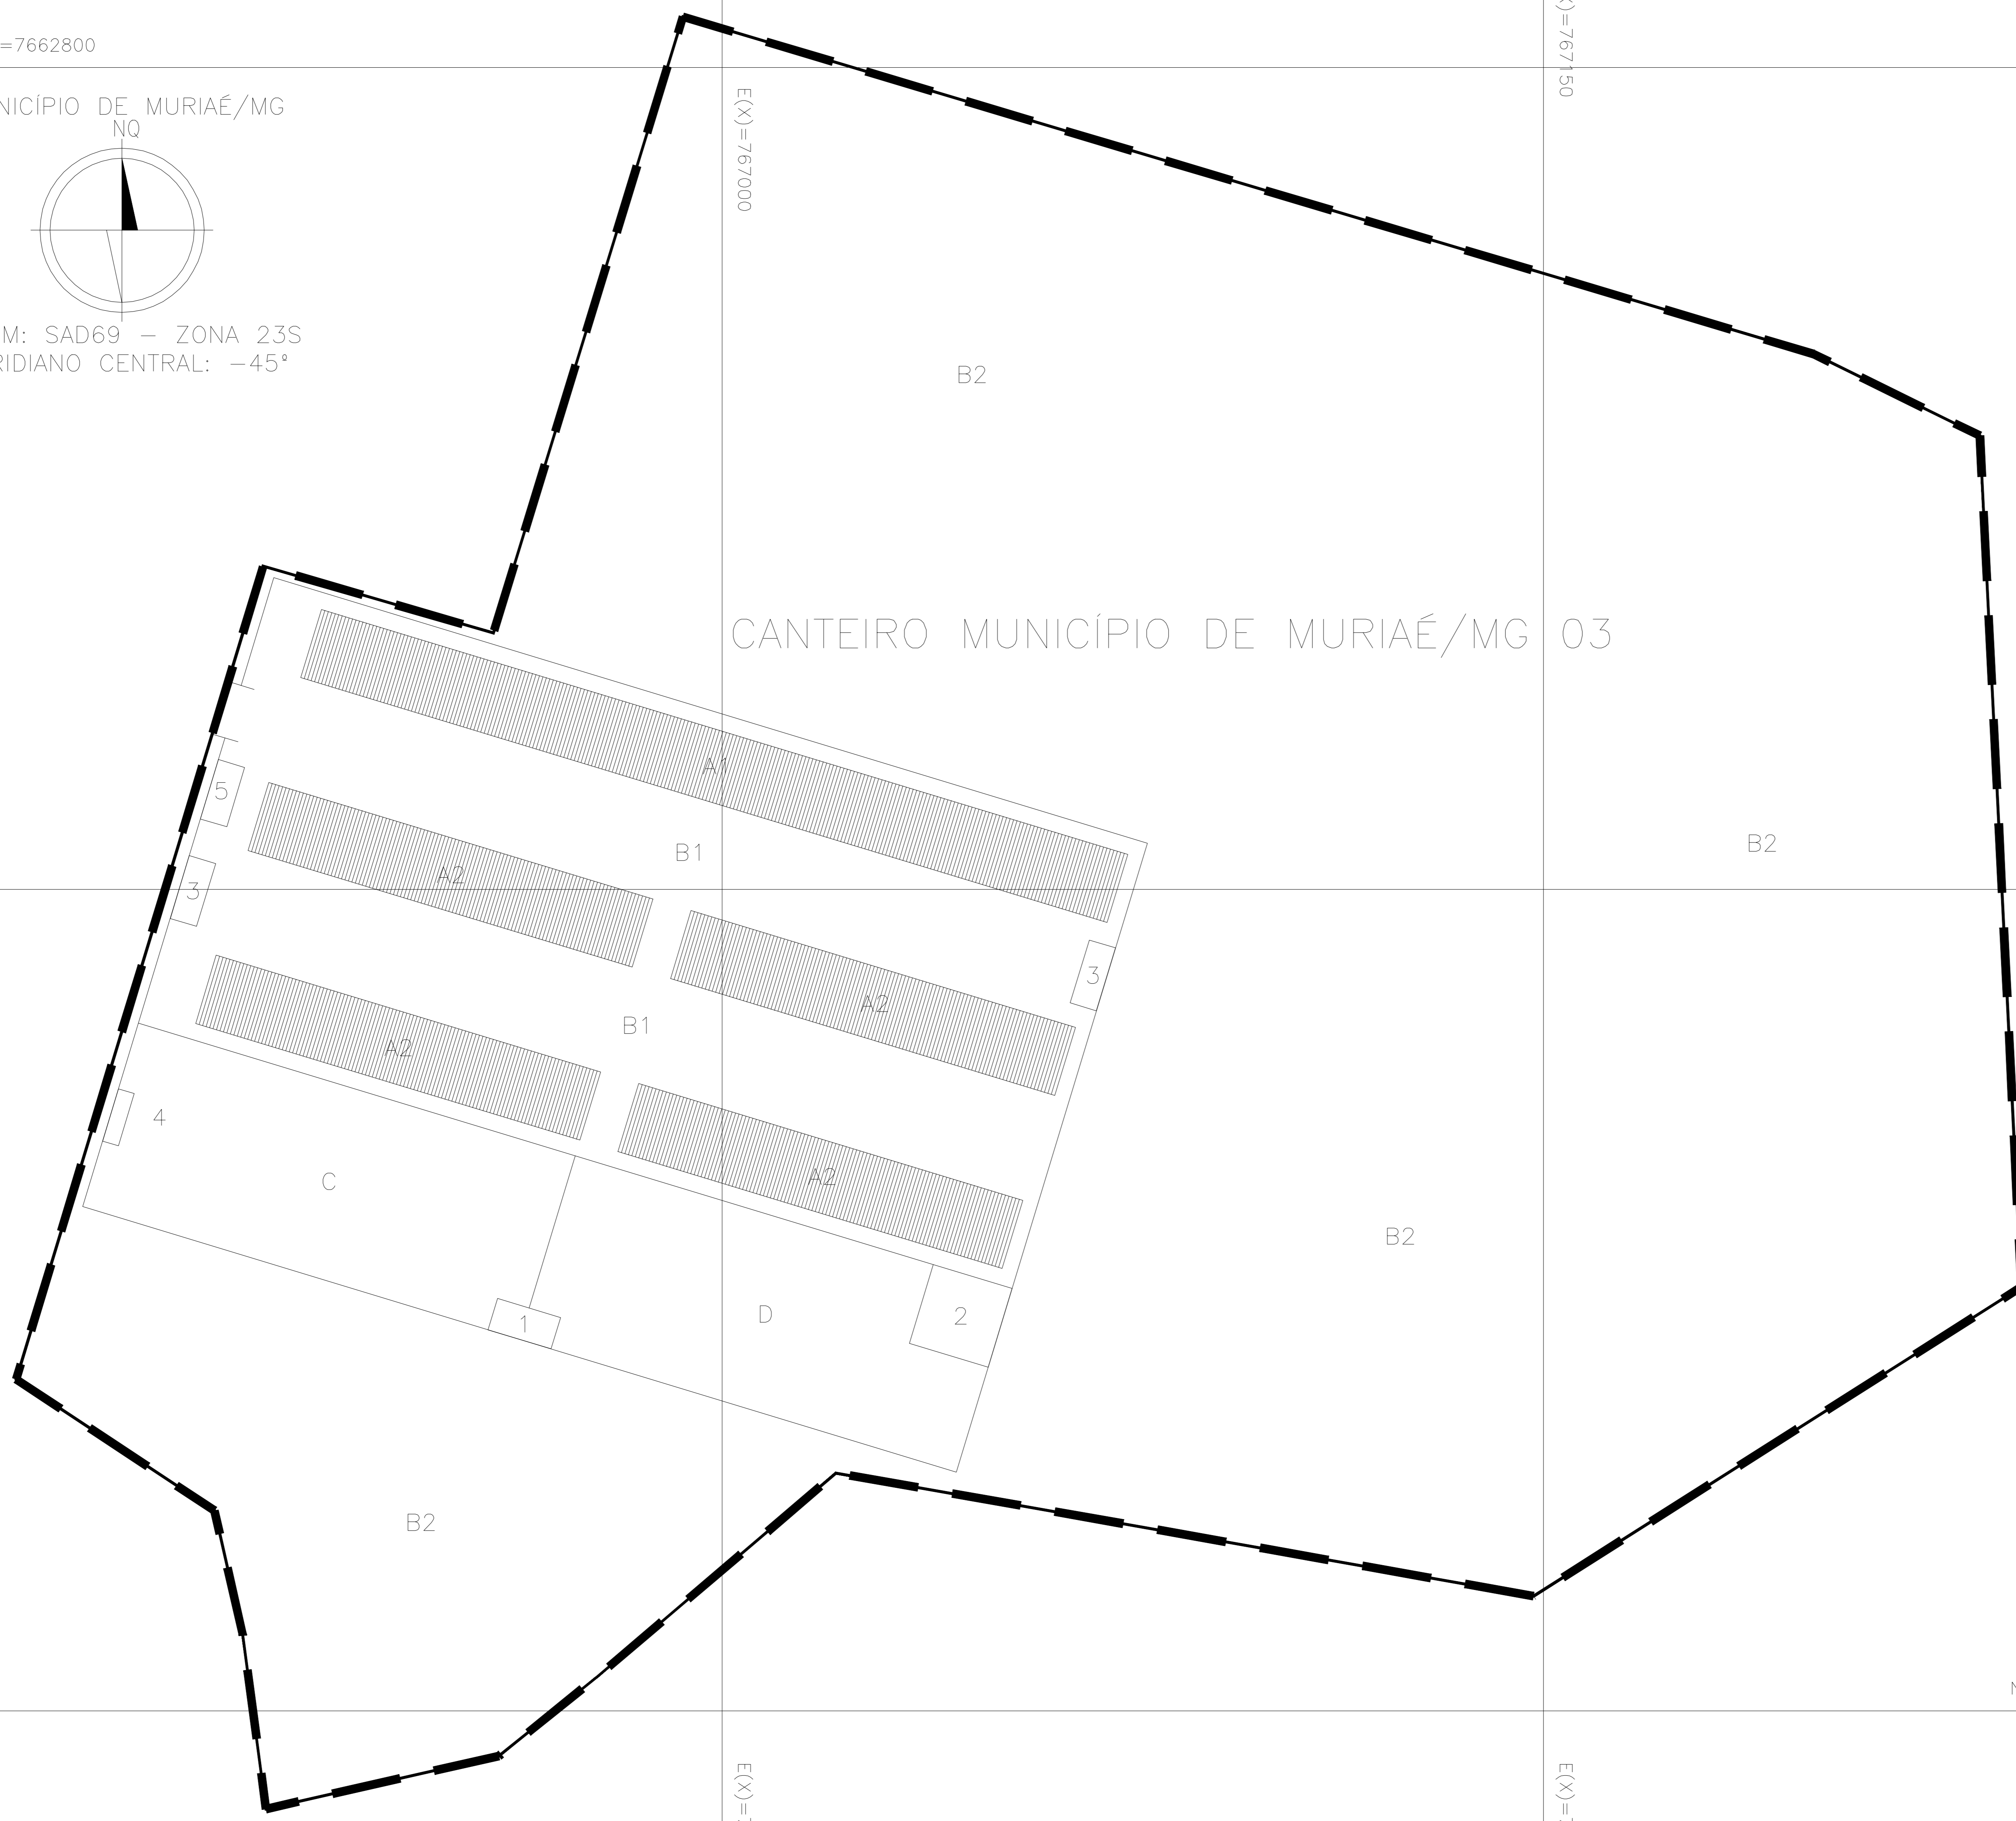 =7662800
E(X)=767000
X)=767150
NICÍPIO DE MURIAÉ/MG
NQ
M: SAD69 — ZONA 23S
RIDIANO CENTRAL: —45°
B2
CANTEIRO MUNICÍPIO DE MURIAÉ/MG 03
A1
5
B1
B2
A2
3
3
A2
B1
A2
4
A2
C
B2
D
2
1
B2
N
E(X)=
E(X)=